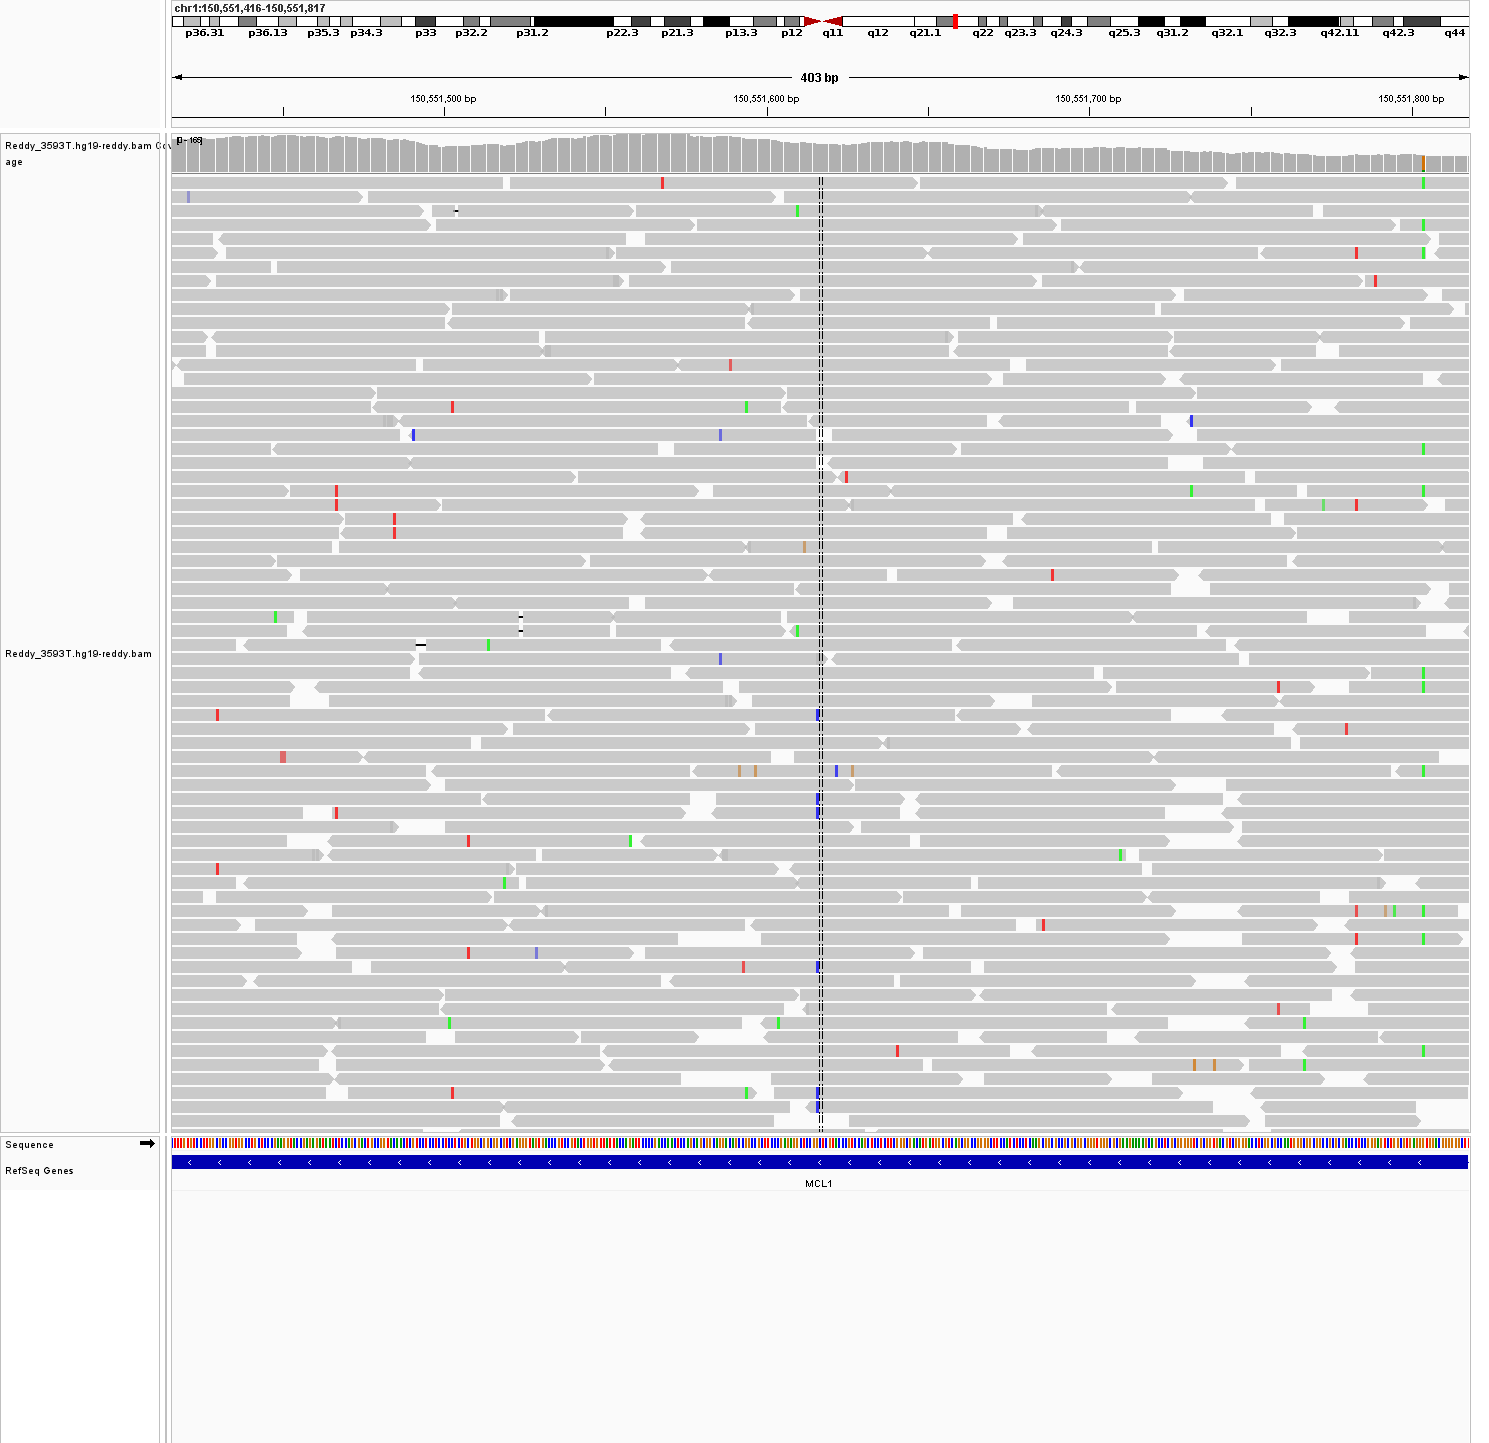 chr1:150,551,416-150,551,817
p36.31 p36.13 p35.3 p34.3 p33 p32.2 p31.2 p22.3 p21.3 p13.3 p12 q11 q12 q21.1 q22 q23.3 q24.3 q25.3 q31.2 q32.1 q32.3 q42.11 q42.3 q44
403 bp
150,551,500 bp 150,551,600 bp 150,551,700 bp 150,551,800 bp
Reddy_3593T.hg19-reddy.bam Cov
age
[0 - 165]
Reddy_3593T.hg19-reddy.bam
Sequence
RefSeq Genes
MCL1